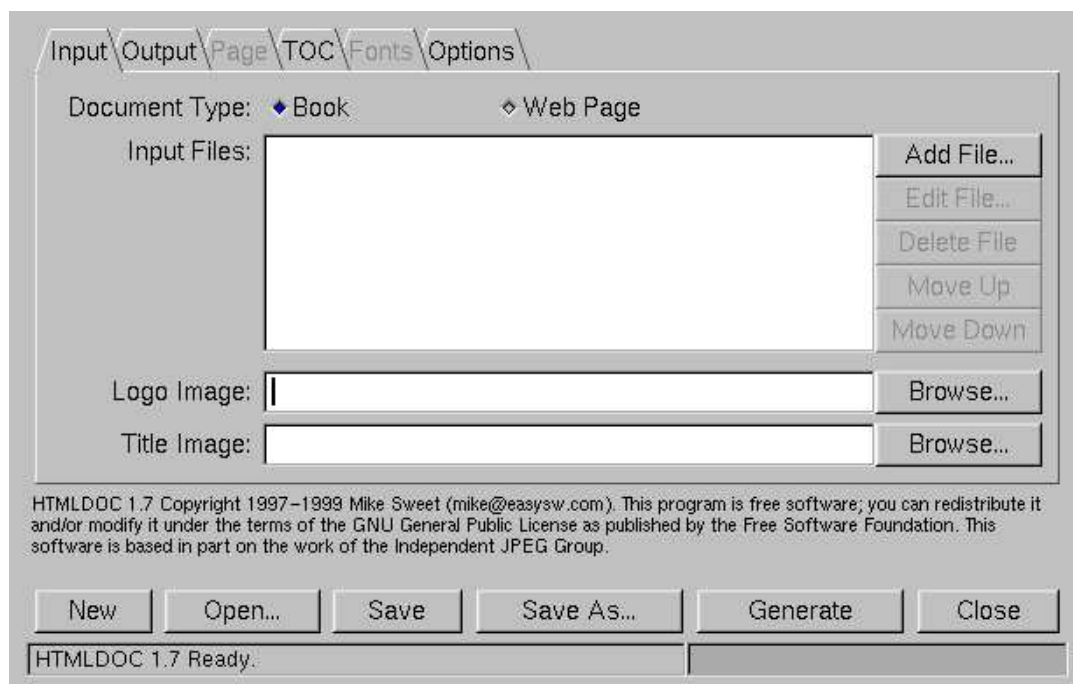 Input Output Page TOC Fonts Options
Document Type: Book Web Page
Input Files:
Add File...
Edit File...
Delete File
Move Up
Move Down
Logo Image: Browse...
Title Image: Browse...
HTMLDOC 1.7 Copyright 1997-1999 Mike Sweet (mike@easysw.com). This program is free software; you can redistribute it
and/or modify it under the terms of the GNU General Public License as published by the Free Software Foundation. This
software is based in part on the work of the Independent JPEG Group.
New Open... Save Save As... Generate Close
HTMLDOC 1.7 Ready.